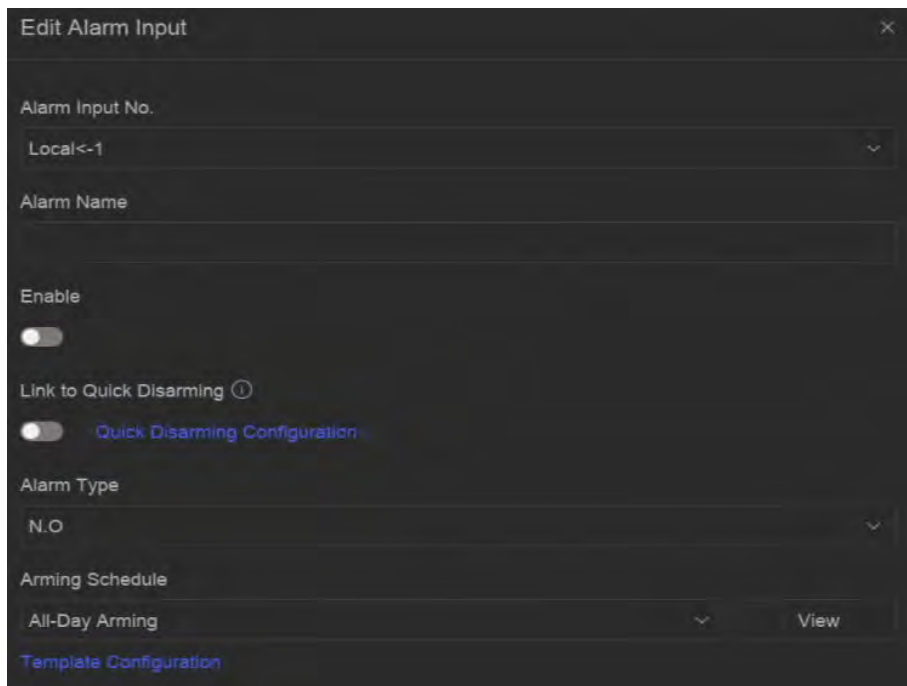 Edit Alarm Input
Alarm Input No.
Local<-1
Alarm Name
Enable
Link to Quick Disarming
Quick Disarming Configuration
Alarm Type
N.O
Arming Schedule
All-Day Arming View
Template Configuration